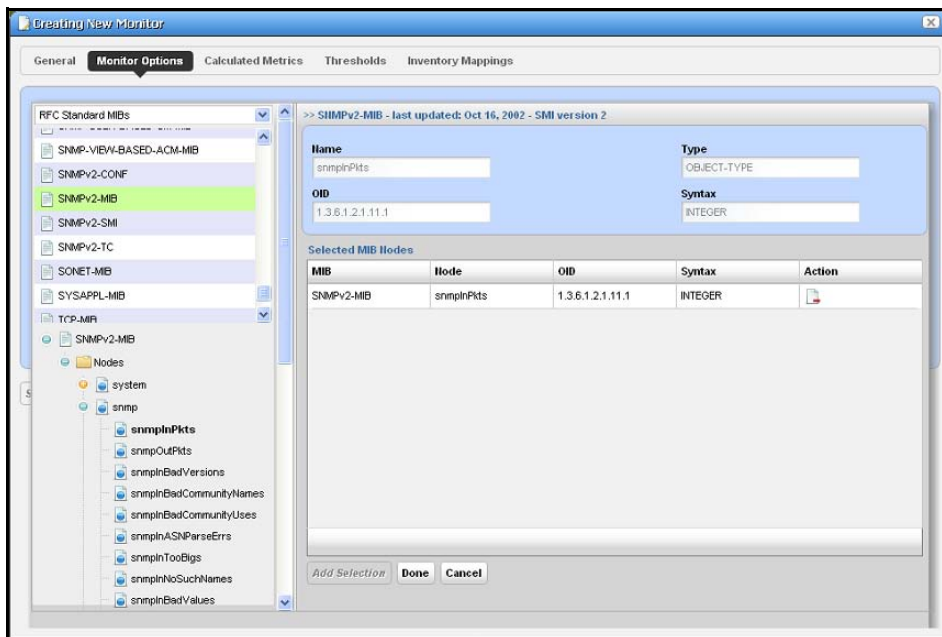 Creating New Monitor
General Monitor Options Calculated Metrics Thresholds Inventory Mappings
RFC Standard MIBs
SNMP-VIEW-BASED-ACM-MIB
SNMPv2-CONF
SNMPv2-MIB
SNMPv2-SMI
SNMPv2-TC
SONET-MIB
SYSAPPL-MIB
TCP-MIB
SNMPv2-MIB
Nodes
system
snmp
snmpInPkts
snmpOutPkts
snmpInBadVersions
snmpInBadCommunityNames
snmpInBadCommunityUses
snmpInASNParseErrs
snmpInTooBigs
snmpInNoSuchNames
snmpInBadValues
>> SNMPv2-MIB - last updated: Oct 16, 2002 - SMI version 2
Name Type
snmpInPkts OBJECT-TYPE
OID Syntax
1.3.6.1.2.1.11.1 INTEGER
Selected MIB Nodes
MIB Node OID Syntax Action
SNMPv2-MIB snmpInPkts 1.3.6.1.2.1.11.1 INTEGER
Add Selection Done Cancel